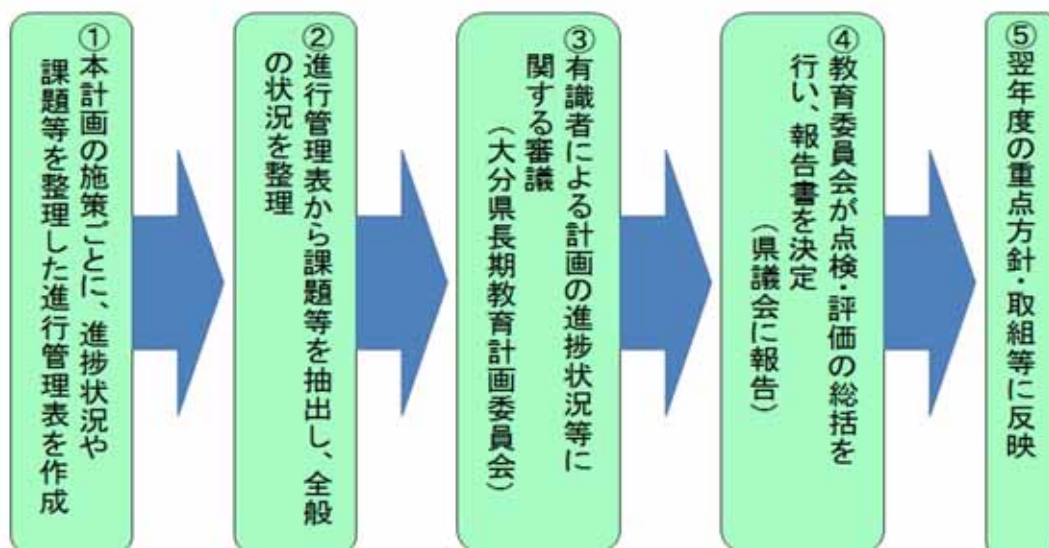 ①本計画の施策ごとに、進捗状況や
課題等を整理した進行管理表を作成
②進行管理表から課題等を抽出し、全般
の状況を整理
③有識者による計画の進捗状況等に
関する審議
（大分県長期教育計画委員会）
④教育委員会が点検・評価の総括を
行い、報告書を決定
（県議会に報告）
⑤翌年度の重点方針・取組等に反映